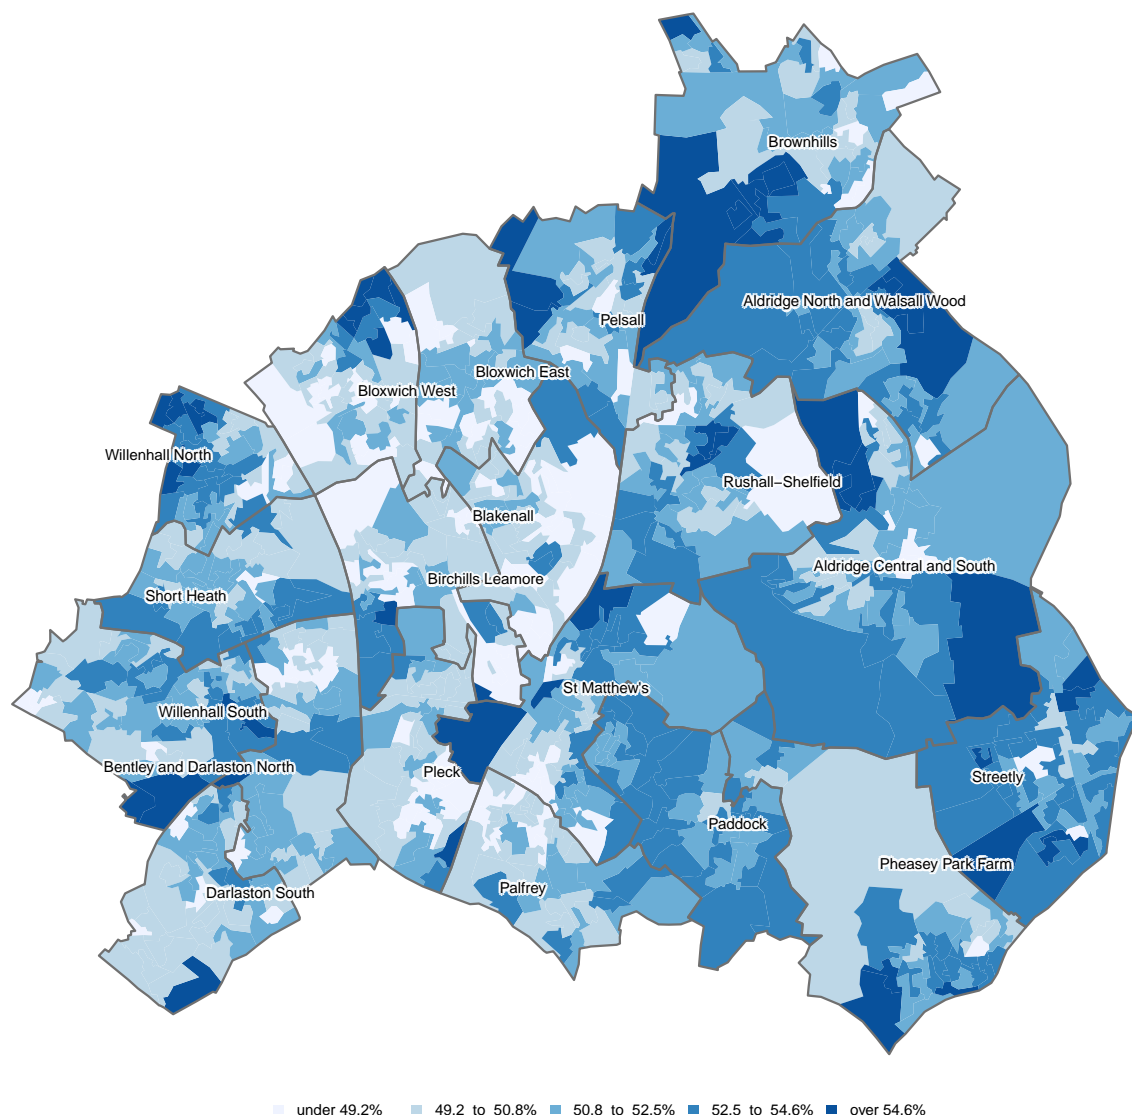 Brownhills
Aldridge North and Walsall Wood
Pelsall
Bloxwich East
Bloxwich West
Willenhall North
Rushall−Shelfield
Blakenall
Aldridge Central and South
Birchills Leamore
Short Heath
St Matthew's
Willenhall South
Bentley and Darlaston North
Pleck
Streetly
Paddock
Pheasey Park Farm
Palfrey
Darlaston South
under 49.2%
49.2 to 50.8%
50.8 to 52.5%
52.5 to 54.6%
over 54.6%